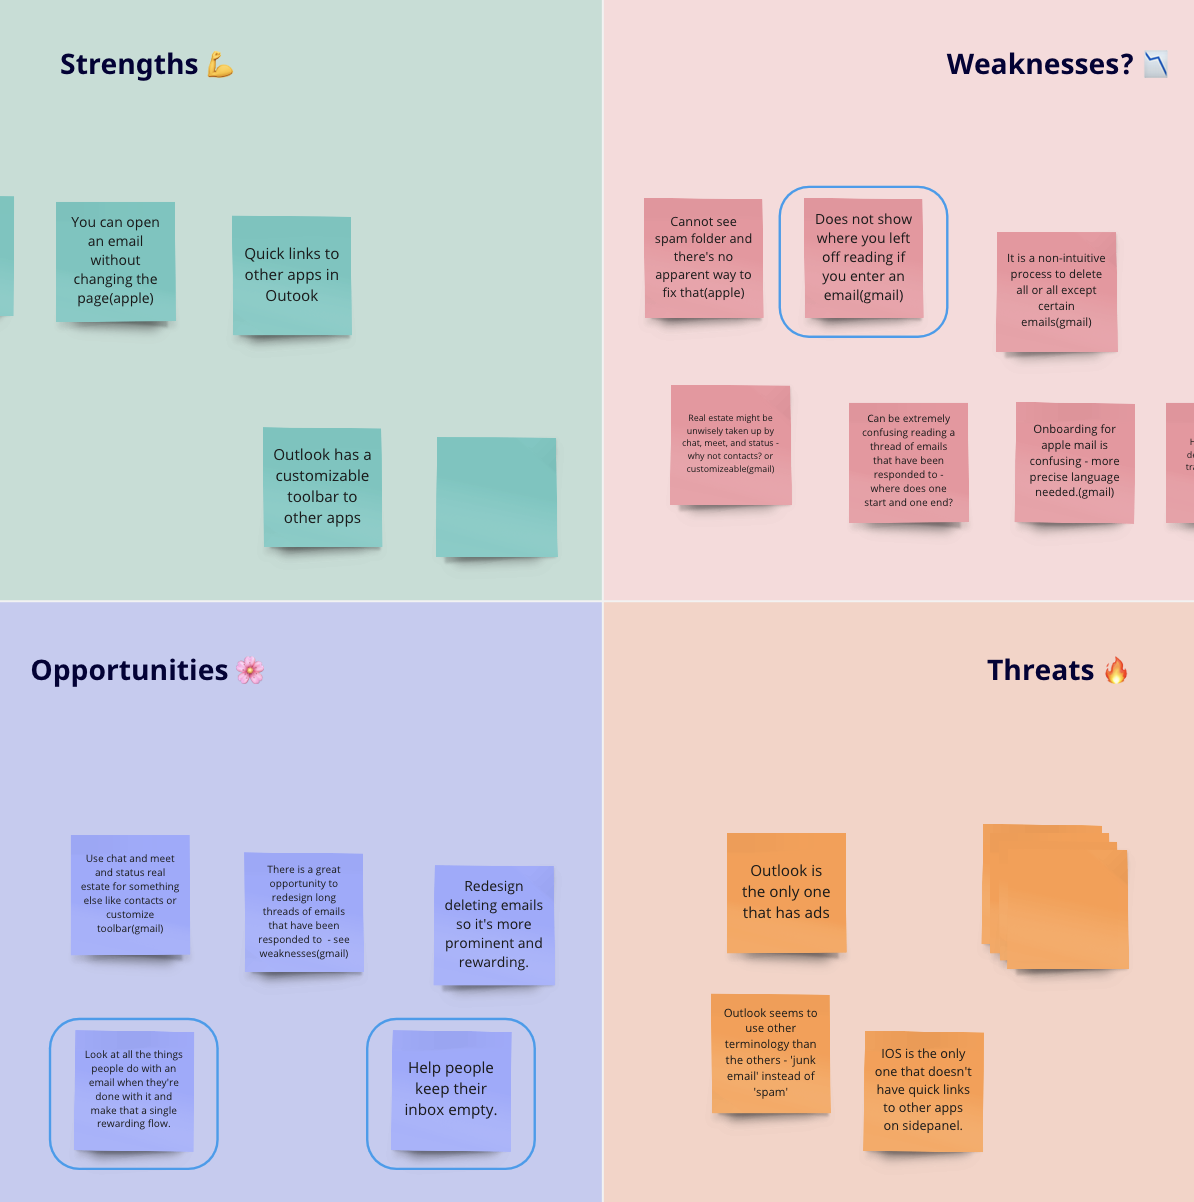 Strengths 💪
You can open
an email
without
changing the
page(apple)
Quick links to
other apps in
Outook
Outlook has a
customizable
toolbar to
other apps
Weaknesses? 📉
Cannot see
spam folder and
there's no
apparent way to
fix that(apple)
Does not show
where you left
off reading if
you enter an
email(gmail)
It is a non-intuitive
process to delete
all or all except
certain
emails(gmail)
Real estate might be
unwisely taken up by
chat, meet, and status -
why not contacts? or
customizeable(gmail)
Can be extremely
confusing reading a
thread of emails
that have been
responded to -
where does one
start and one end?
Onboarding for
apple mail is
confusing - more
precise language
needed.(gmail)
Opportunities 🌸
Use chat and meet
and status real
estate for something
else like contacts or
customize
toolbar(gmail)
There is a great
opportunity to
redesign long
threads of emails
that have been
responded to - see
weaknesses(gmail)
Redesign
deleting emails
so it's more
prominent and
rewarding.
Look at all the things
people do with an
email when they're
done with it and
make that a single
rewarding flow.
Help people
keep their
inbox empty.
Threats 🔥
Outlook is
the only one
that has ads
Outlook seems to
use other
terminology than
the others - 'junk
email' instead of
'spam'
IOS is the only
one that doesn't
have quick links
to other apps
on sidepanel.